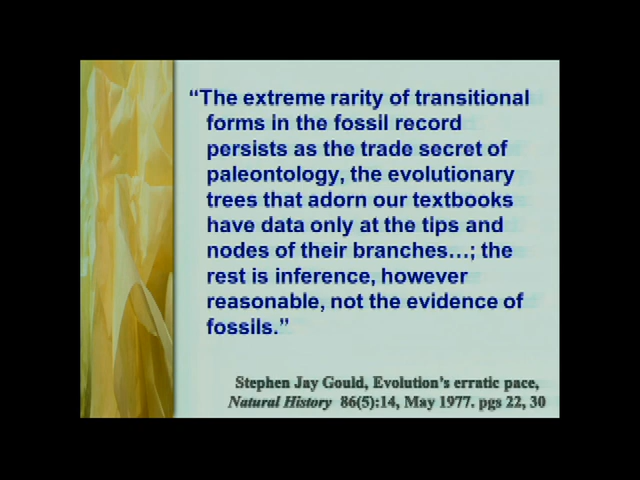 “The extreme rarity of transitional
forms in the fossil record
persists as the trade secret of
paleontology, the evolutionary
trees that adorn our textbooks
have data only at the tips and
nodes of their branches…; the
rest is inference, however
reasonable, not the evidence of
fossils.”
Stephen Jay Gould, Evolution’s erratic pace,
Natural History 86(5):14, May 1977. pgs 22, 30